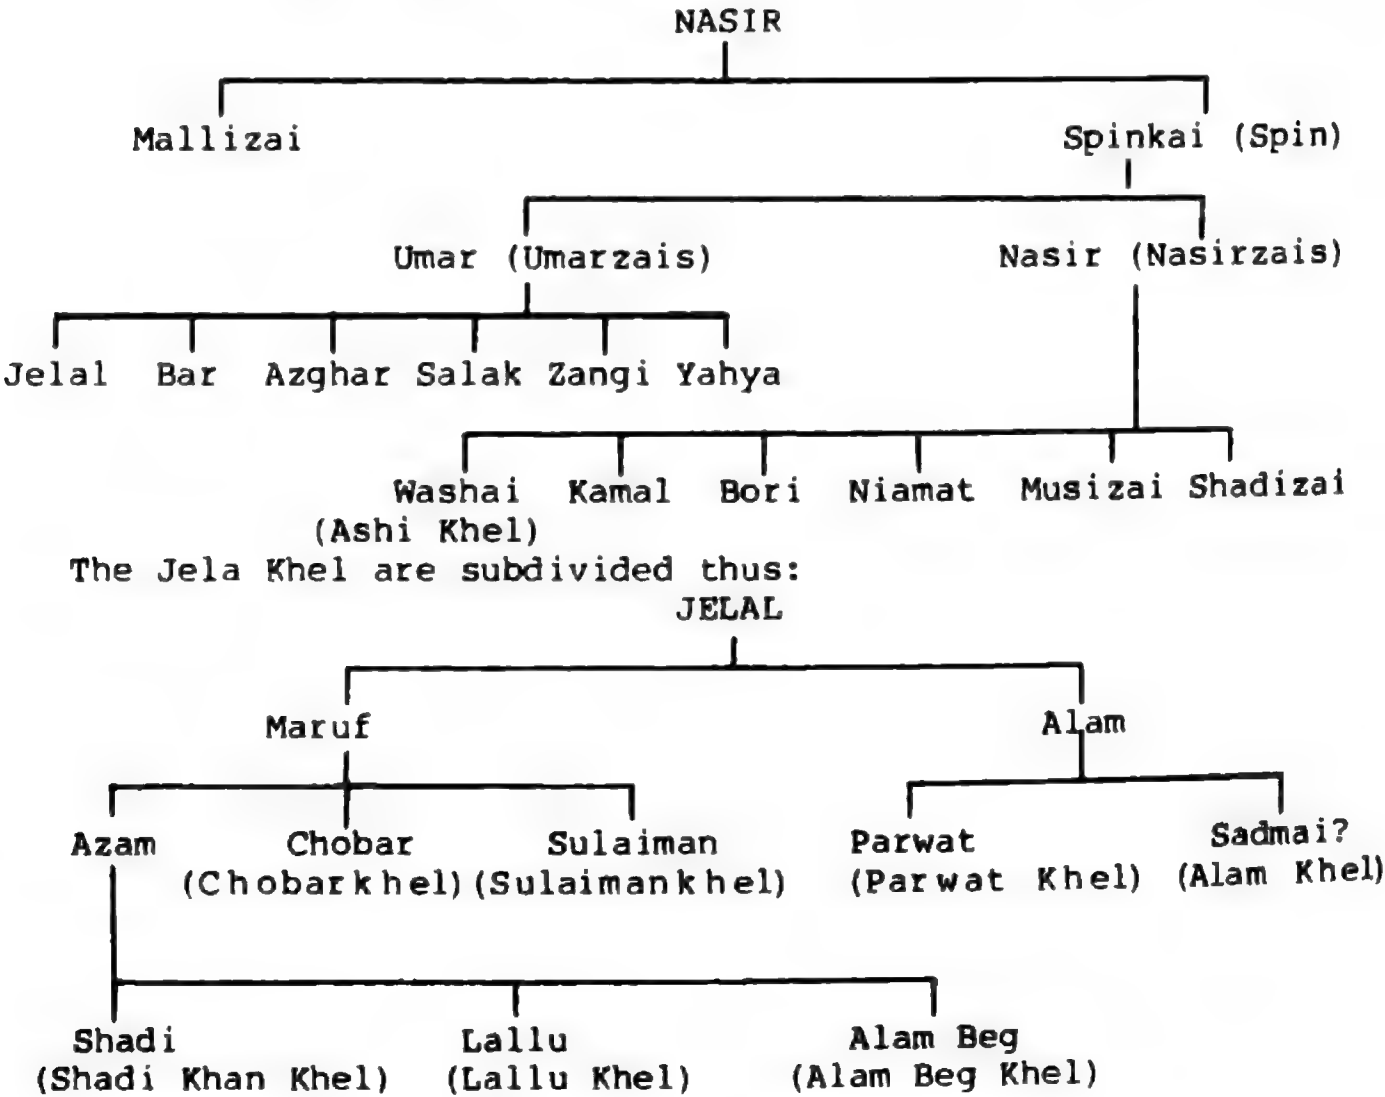 NASIR
Mallizai Spinkai (Spin)
Umar (Umarzais) Nasir (Nasirzais)
Jelal Bar Azghar Salak Zangi Yahya
Washai Kamal Bori Niamat Musizai Shadizai
(Ashi Khel)
The Jela Khel are subdivided thus:
JELAL
Maruf Alam
Azam Chobar Sulaiman Parwat Sadmai?
(Chobarkhel) (Sulaimankhel) (Parwat Khel) (Alam Khel)
Shadi Lallu Alam Beg
(Shadi Khan Khel) (Lallu Khel) (Alam Beg Khel)